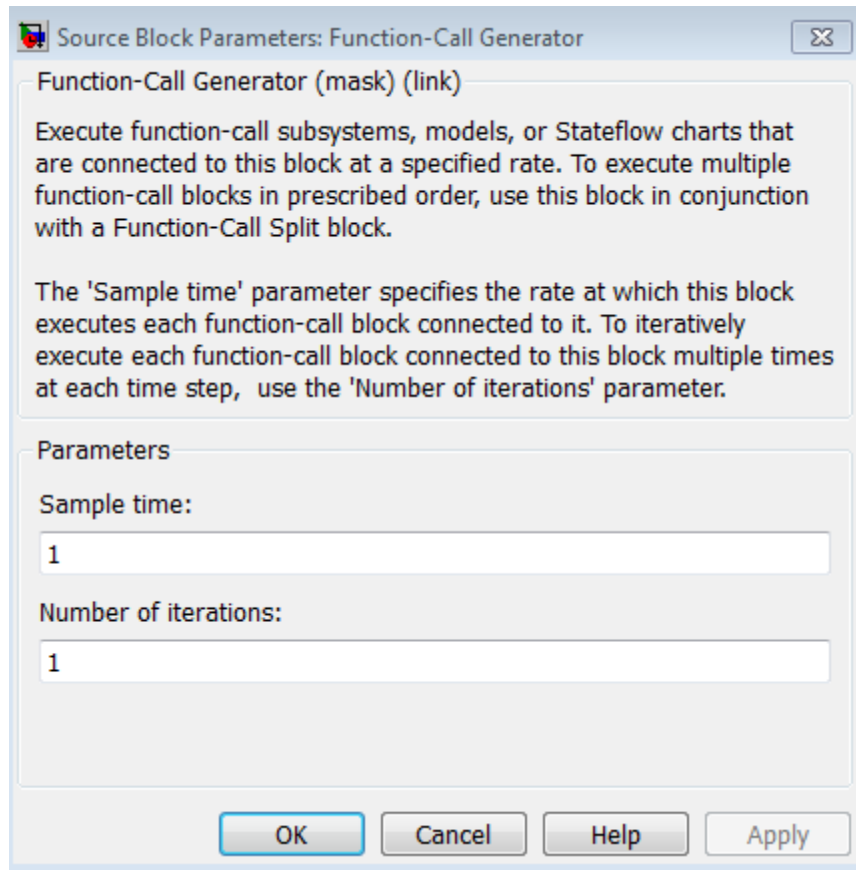 Source Block Parameters: Function-Call Generator
Function-Call Generator (mask) (link)
Execute function-call subsystems, models, or Stateflow charts that
are connected to this block at a specified rate. To execute multiple
function-call blocks in prescribed order, use this block in conjunction
with a Function-Call Split block.
The 'Sample time' parameter specifies the rate at which this block
executes each function-call block connected to it. To iteratively
execute each function-call block connected to this block multiple times
at each time step,  use the 'Number of iterations' parameter.
Parameters
Sample time:
1
Number of iterations:
1
OK Cancel Help Apply